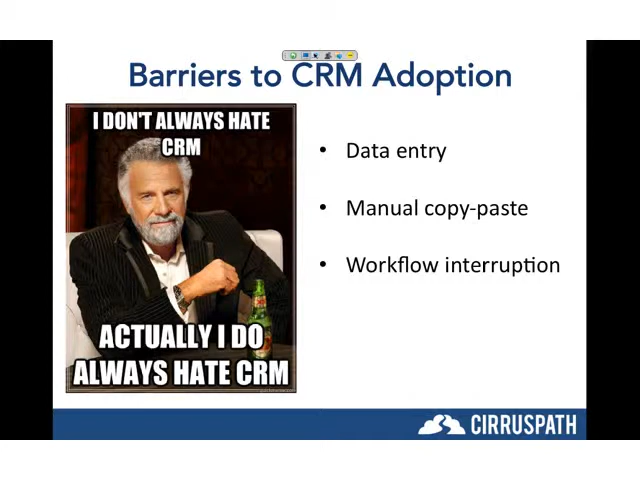 Barriers to CRM Adoption
I DON'T ALWAYS HATE
CRM
ACTUALLY I DO
ALWAYS HATE CRM
• Data entry
• Manual copy-paste
• Workflow interruption
CIRRUSPATH